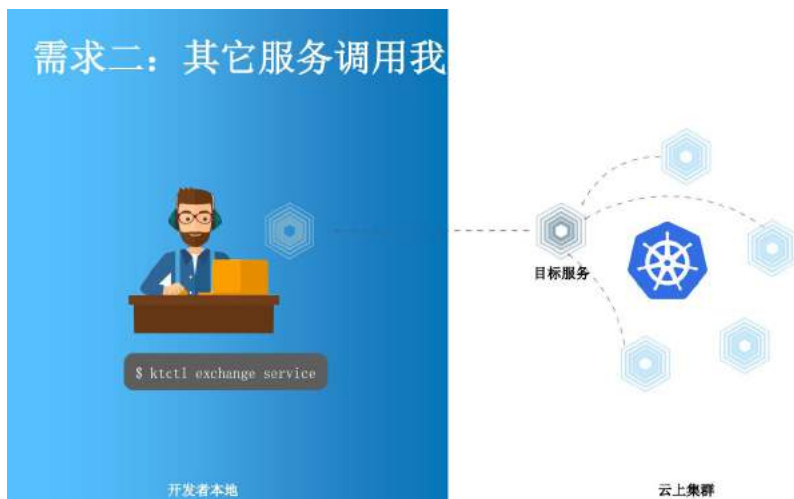 需求二：其它服务调用我
目标服务
$ ktctl exchange service
开发者本地
云上集群